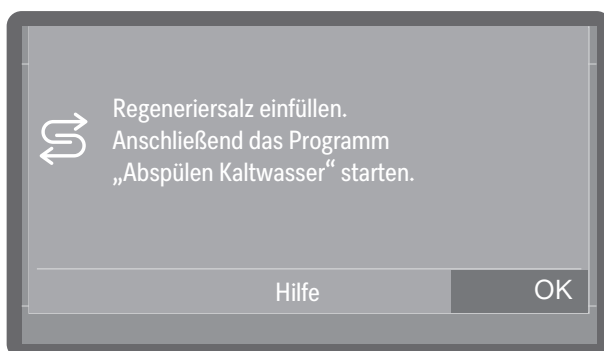 Regeneriersalz einfüllen.
Anschließend das Programm
„Abspülen Kaltwasser“ starten.
Hilfe
OK